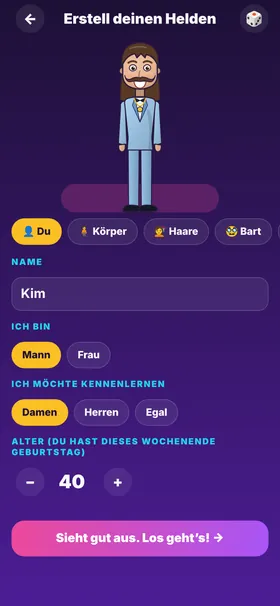 ← Erstell deinen Helden
Du Körper Haare Bart
NAME
Kim
ICH BIN
Mann Frau
ICH MÖCHTE KENNENLERNEN
Damen Herren Egal
ALTER (DU HAST DIESES WOCHENENDE
GEBURTSTAG)
− 40 +
Sieht gut aus. Los geht's! →